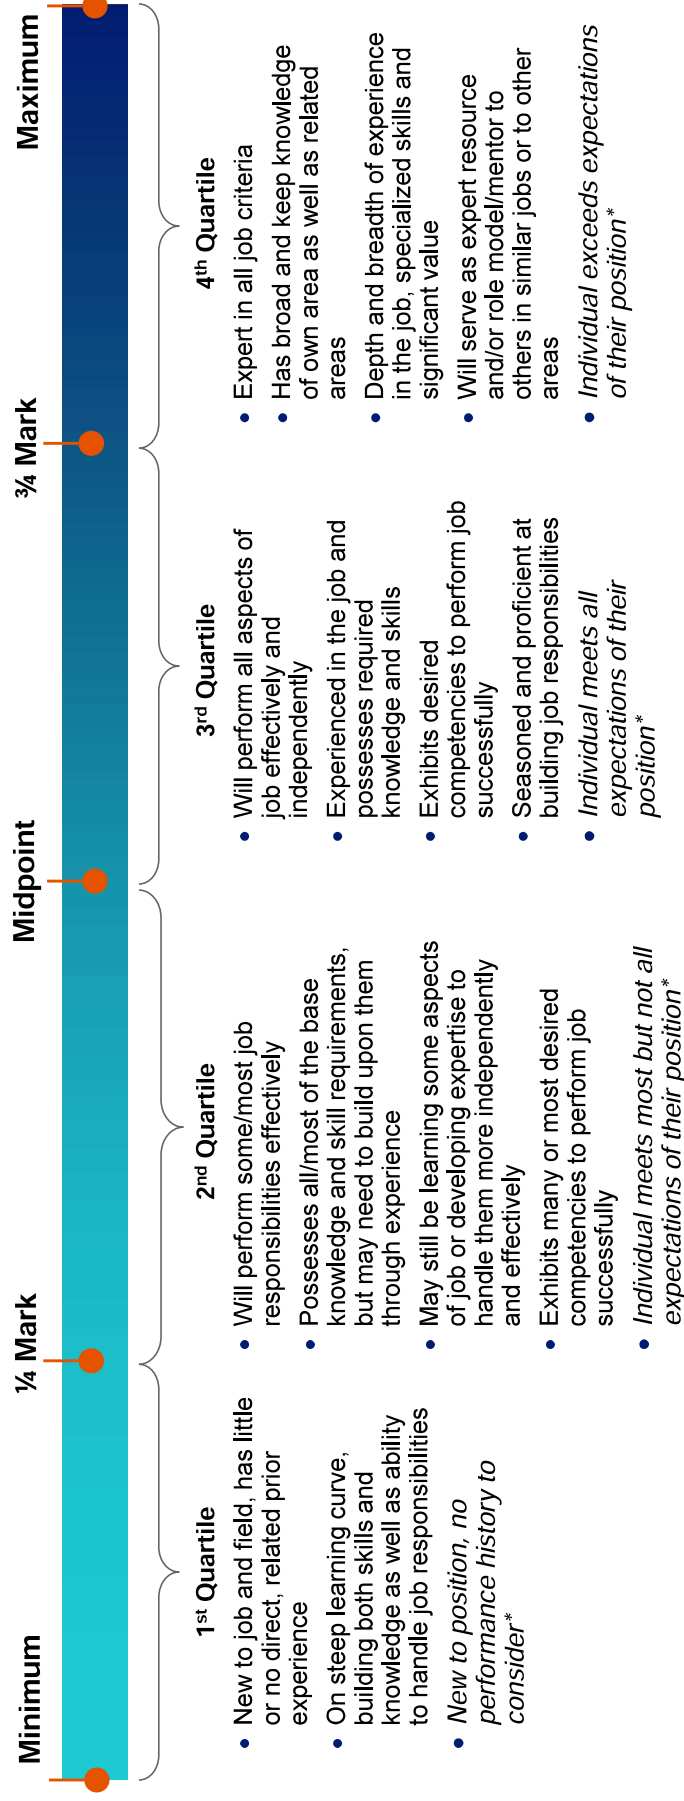 Minimum
¼ Mark
Midpoint
¾ Mark
Maximum
1st Quartile
• New to job and field, has little
or no direct, related prior
experience
• On steep learning curve,
building both skills and
knowledge as well as ability
to handle job responsibilities
• New to position, no
performance history to
consider*
2nd Quartile
• Will perform some/most job
responsibilities effectively
• Possesses all/most of the base
knowledge and skill requirements,
but may need to build upon them
through experience
• May still be learning some aspects
of job or developing expertise to
handle them more independently
and effectively
• Exhibits many or most desired
competencies to perform job
successfully
• Individual meets most but not all
expectations of their position*
3rd Quartile
• Will perform all aspects of
job effectively and
independently
• Experienced in the job and
possesses required
knowledge and skills
• Exhibits desired
competencies to perform job
successfully
• Seasoned and proficient at
building job responsibilities
• Individual meets all
expectations of their
position*
4th Quartile
• Expert in all job criteria
• Has broad and keep knowledge
of own area as well as related
areas
• Depth and breadth of experience
in the job, specialized skills and
significant value
• Will serve as expert resource
and/or role model/mentor to
others in similar jobs or to other
areas
• Individual exceeds expectations
of their position*